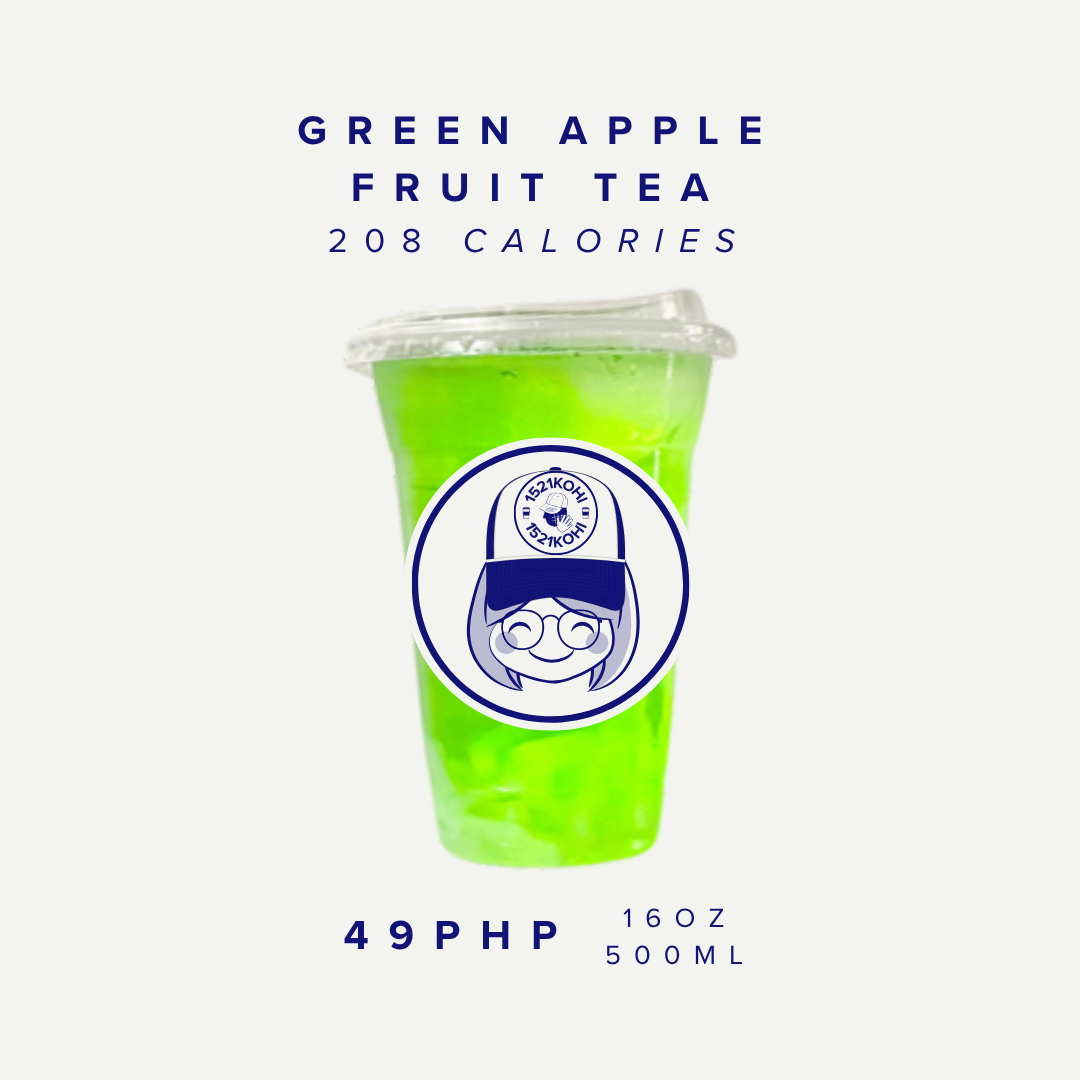 GREEN APPLE
FRUIT TEA
208 CALORIES
1521KOHI
1521KOHI
49PHP
16OZ
500ML